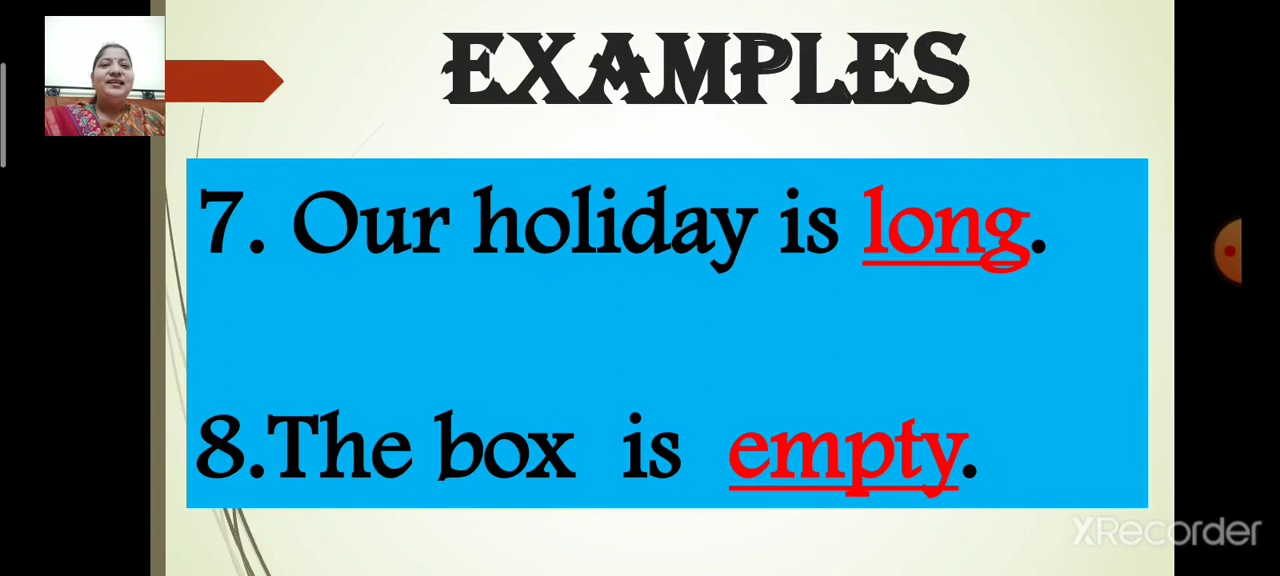 EXAMPLES
7. Our holiday is long.
8.The box is empty.
XRecorder